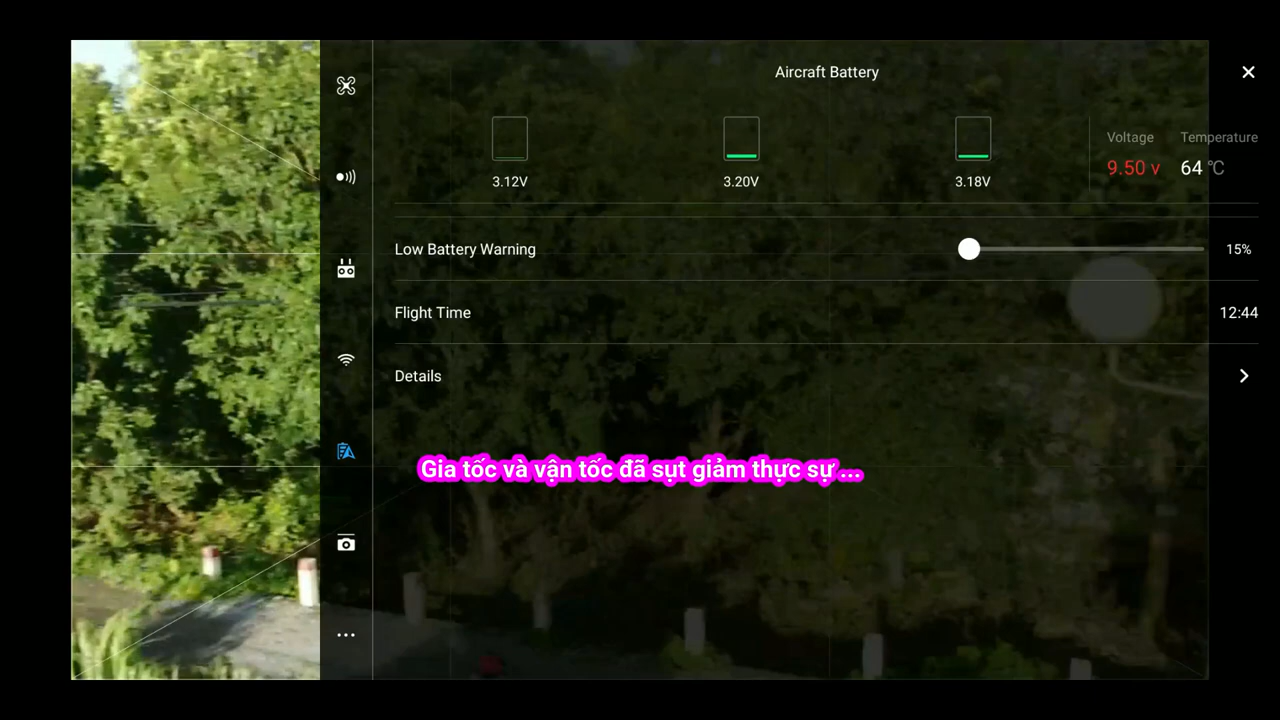 Aircraft Battery
3.12V
3.20V
3.18V
Voltage
Temperature
9.50 v
64 ℃
Low Battery Warning
15%
Flight Time
12:44
Details
Gia tốc và vận tốc đã sụt giảm thực sự ...